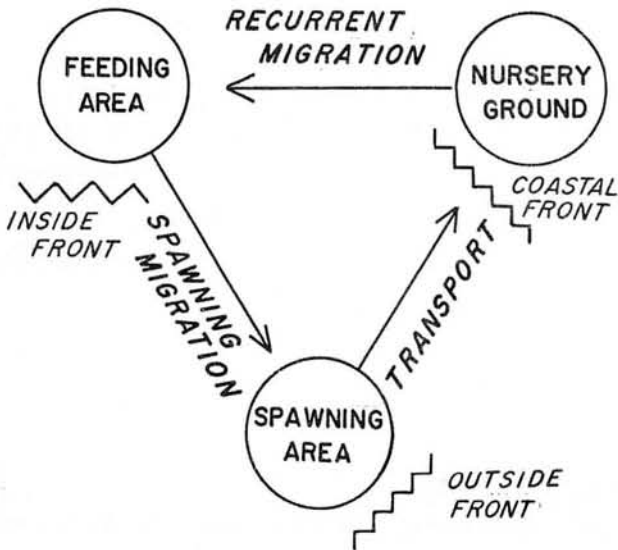 RECURRENT
MIGRATION
FEEDING
AREA
NURSERY
GROUND
INSIDE
FRONT
COASTAL
FRONT
SPAWNING
MIGRATION
TRANSPORT
SPAWNING
AREA
OUTSIDE
FRONT